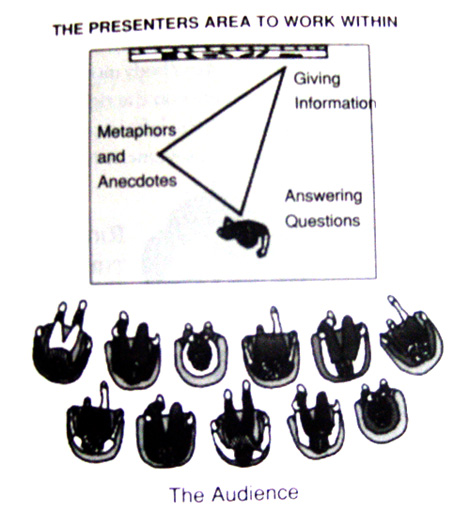 THE PRESENTERS AREA TO WORK WITHIN
Giving
Information
Metaphors
and
Anecdotes
Answering
Questions
The Audience